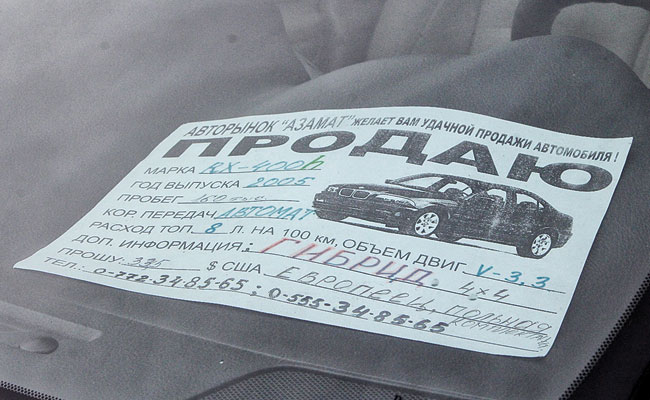 АВТОРЫНОК "АЗАМАТ" ЖЕЛАЕТ ВАМ УДАЧНОЙ ПРОДАЖИ АВТОМОБИЛЯ!
ПРОДАЮ
МАРКА RX-400h
ГОД ВЫПУСКА 2005
ПРОБЕГ
КОР. ПЕРЕДАЧ АВТОМАТ
РАСХОД ТОП. 8 Л. НА 100 КМ, ОБЪЕМ ДВИГ. V-3,3
ДОП. ИНФОРМАЦИЯ: ГИБРИД. 4x4
ПРОШУ: $ США ЕВРОПЕЕЦ, ПОЛНАЯ
ТЕЛ.: 0-772-34-85-65; 0-555-34-85-65